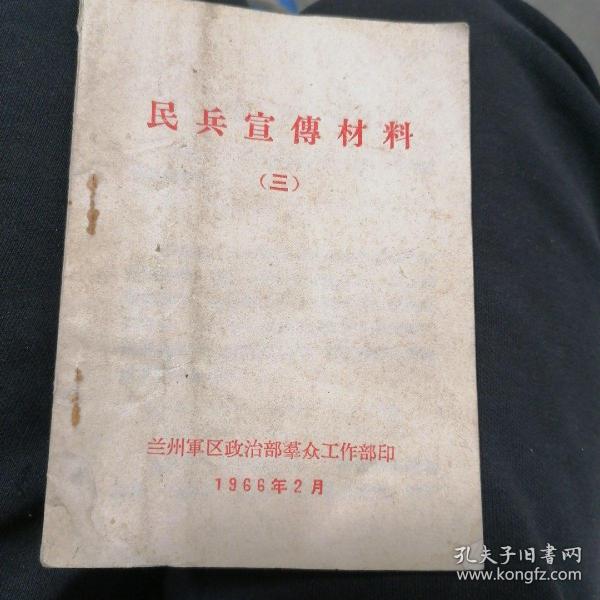 民兵宣傳材料
（三）
兰州軍区政治部羣众工作部印
1966年2月
孔夫子旧書网
www.kongfz.com